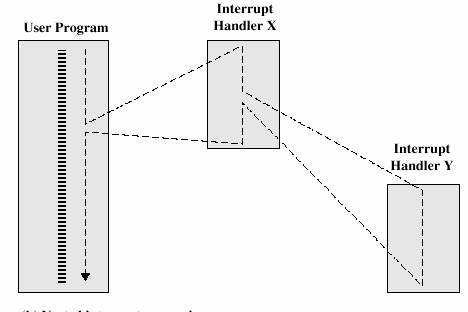 User Program
Interrupt
Handler X
Interrupt
Handler Y